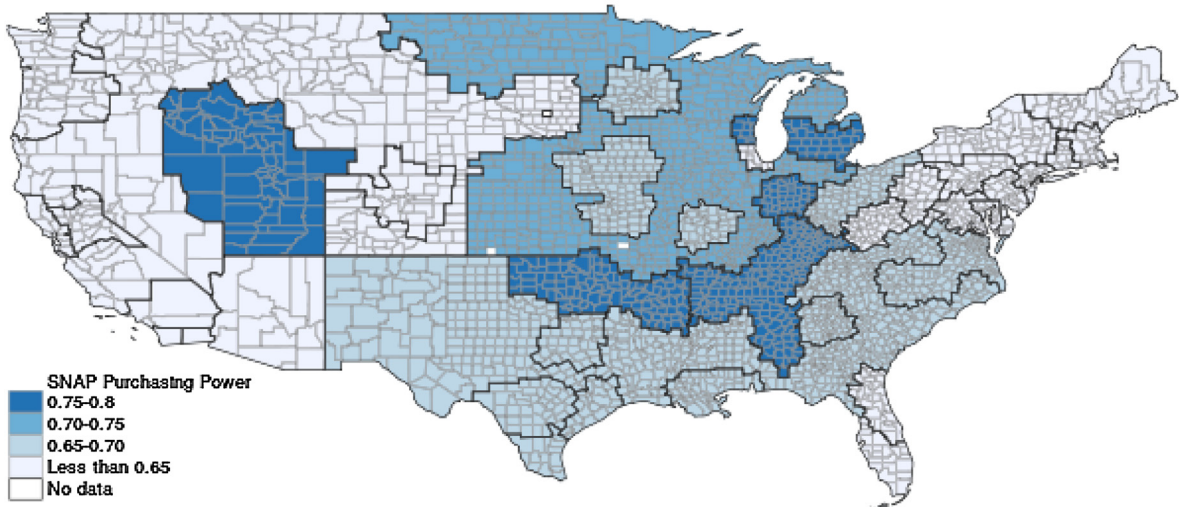 SNAP Purchasing Power
0.75-0.8
0.70-0.75
0.65-0.70
Less than 0.65
No data